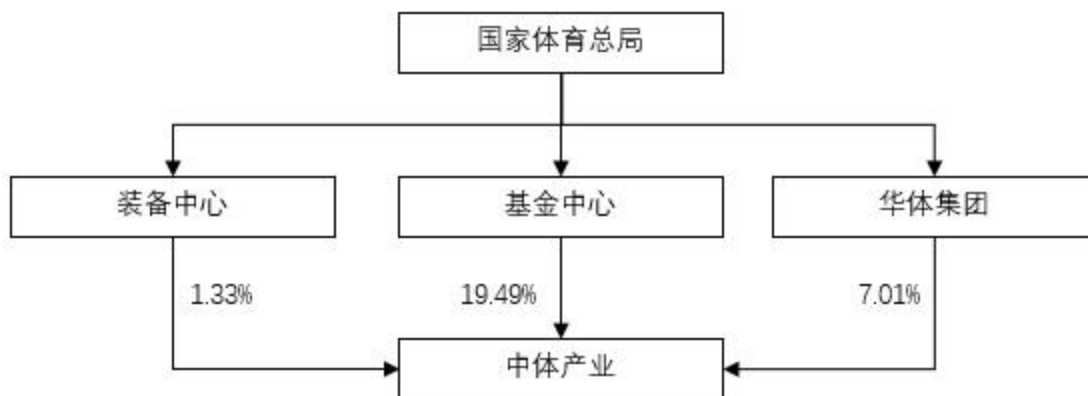 国家体育总局
装备中心 基金中心 华体集团
1.33% 19.49% 7.01%
中体产业